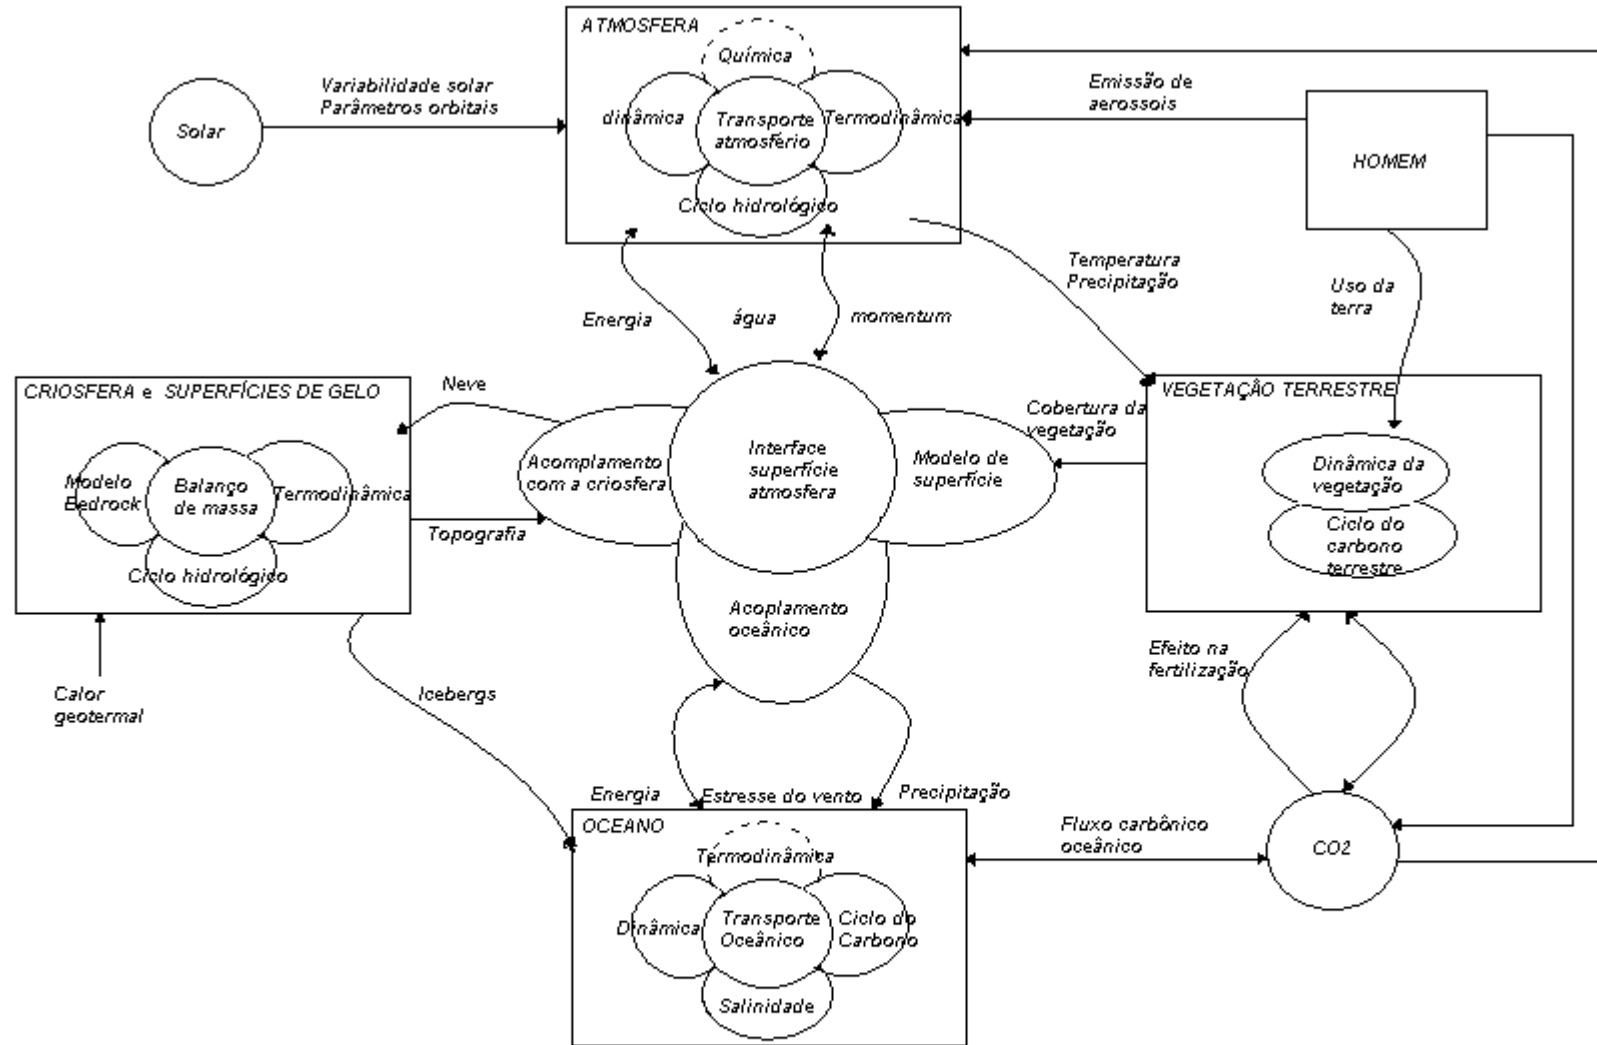 ATMOSFERA
Química
dinâmica
Transporte
atmosfério
Termodinâmica
Ciclo hidrológico
Variabilidade solar
Parâmetros orbitais
Solar
Emissão de
aerossois
HOMEM
Temperatura
Precipitação
Uso da
terra
Energia
água
momentum
CRIOSFERA e SUPERFÍCIES DE GELO
Modelo
Bedrock
Balanço
de massa
Termodinâmica
Ciclo hidrológico
Neve
Topografia
Acomplamento
com a criosfera
Interface
superfície
atmosfera
Modelo de
superfície
Acoplamento
oceânico
Cobertura da
vegetação
VEGETAÇÃO TERRESTRE
Dinâmica da
vegetação
Ciclo do
carbono
terrestre
Calor
geotermal
Icebergs
Efeito na
fertilização
Energia
Estresse do vento
Precipitação
OCEANO
Termodinâmica
Dinâmica
Transporte
Oceânico
Ciclo do
Carbono
Salinidade
Fluxo carbônico
oceânico
CO2